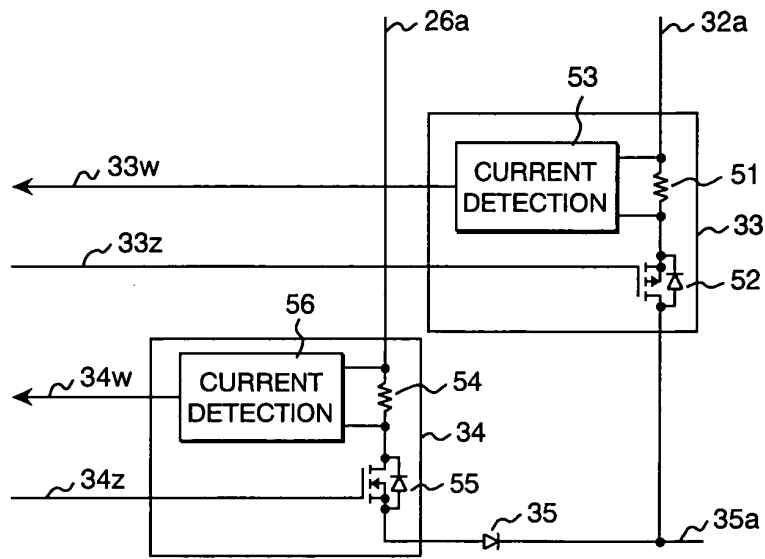 26a
32a
53
CURRENT
DETECTION
51
33w
33
33z
52
56
CURRENT
DETECTION
54
34w
34
34z
55
35
35a